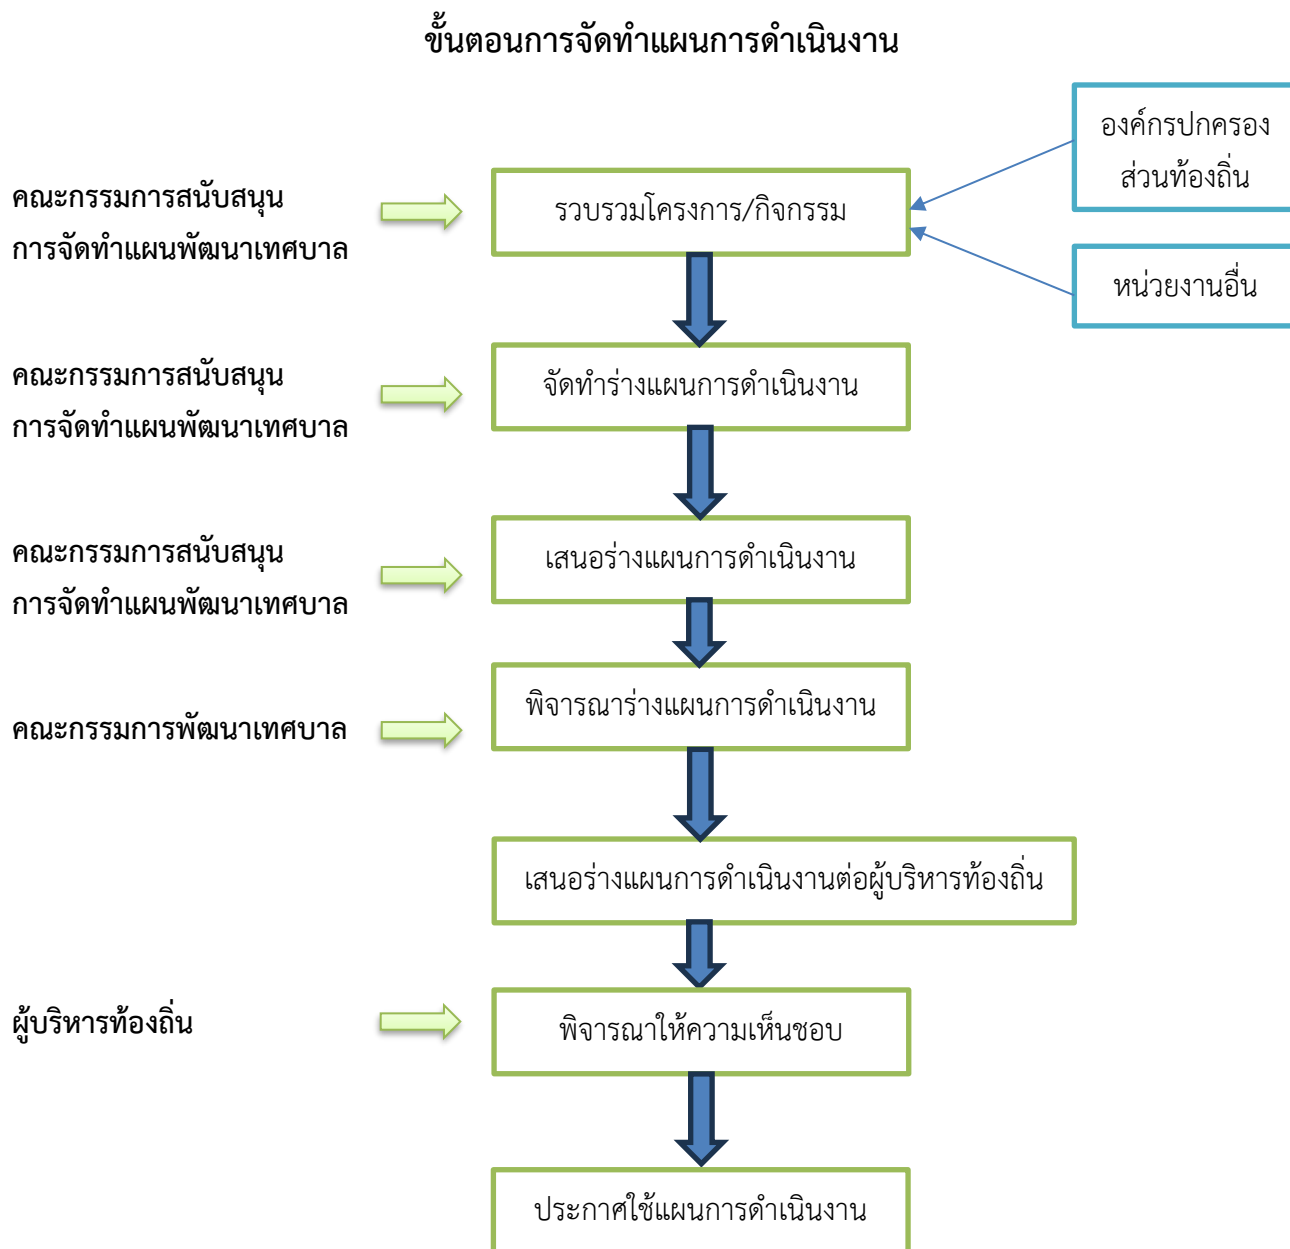 ขั้นตอนการจัดทำแผนการดำเนินงาน
องค์กรปกครอง
ส่วนท้องถิ่น
คณะกรรมการสนับสนุน
การจัดทำแผนพัฒนาเทศบาล
รวบรวมโครงการ/กิจกรรม
หน่วยงานอื่น
คณะกรรมการสนับสนุน
การจัดทำแผนพัฒนาเทศบาล
จัดทำร่างแผนการดำเนินงาน
คณะกรรมการสนับสนุน
การจัดทำแผนพัฒนาเทศบาล
เสนอร่างแผนการดำเนินงาน
คณะกรรมการพัฒนาเทศบาล
พิจารณาร่างแผนการดำเนินงาน
เสนอร่างแผนการดำเนินงานต่อผู้บริหารท้องถิ่น
ผู้บริหารท้องถิ่น
พิจารณาให้ความเห็นชอบ
ประกาศใช้แผนการดำเนินงาน